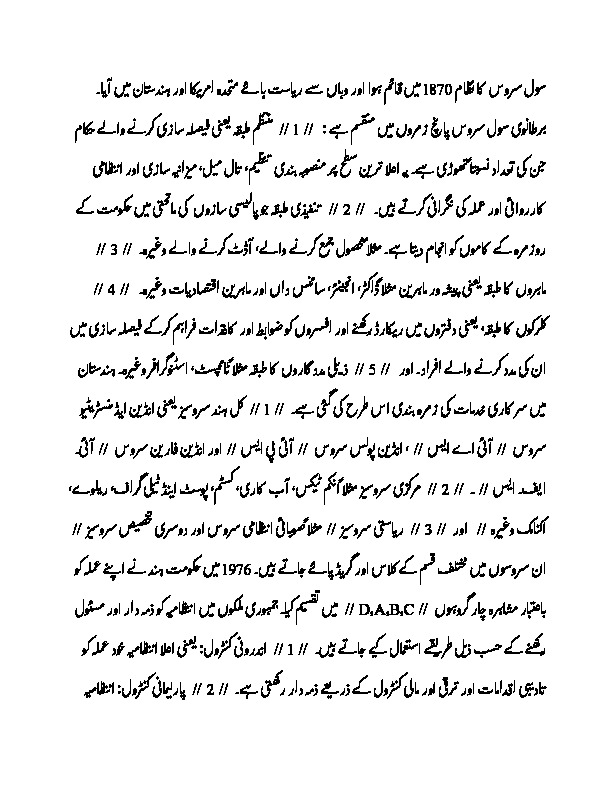 سول سروس کا نظام 1870 میں قائم ہوا اور وہاں سے ریاست ہائے متحدہ امریکا اور ہندستان میں آیا۔
برطانوی سول سروس پانچ زمروں میں منقسم ہے : // 1 // منتظم طبقہ یعنی فیصلہ سازی کرنے والے حکام
جن کی تعداد نسبتاً تھوڑی ہے۔ یہ اعلا ترین سطح پر منصوبہ بندی تنظیم، تال میل، میزانیہ سازی اور انتظامی
کارروائی اور عملہ کی نگرانی کرتے ہیں۔ // 2 // تنفیذی طبقہ جو پالیسی سازوں کی ماتحتی میں حکومت کے
روزمرہ کے کاموں کو انجام دیتا ہے۔ مثلاً محصول جمع کرنے والے، آڈٹ کرنے والے وغیرہ۔ // 3 //
ماہروں کا طبقہ یعنی پیشہ ور ماہرین مثلاً ڈاکٹر، انجینئر، سائنس داں اور ماہرین اقتصادیات وغیرہ۔ // 4 //
کلرکوں کا طبقہ، یعنی دفتروں میں ریکارڈ رکھنے اور افسروں کو ضوابط اور کاغذات فراہم کرکے فیصلہ سازی میں
ان کی مدد کرنے والے افراد۔ اور // 5 // ذیلی مددگاروں کا طبقہ مثلاً ٹائپسٹ، اسٹوگرافر وغیرہ۔ ہندستان
میں سرکاری خدمات کی زمرہ بندی اس طرح کی گئی ہے۔ // 1 // کل ہند سروسیز یعنی انڈین ایڈمنسٹریٹیو
سروس // آئی اے ایس // ، انڈین پولس سروس // آئی پی ایس // اور انڈین فارین سروس // آئی۔
ایف۔ ایس // ۔ // 2 // مرکزی سروسیز مثلاً انکم ٹیکس، آب کاری، کسٹم، پوسٹ اینڈ ٹیلی گراف، ریلوے،
اکنامک وغیرہ // اور // 3 // ریاستی سروسیز // مثلاً صوبائی انتظامی سروس اور دوسری تخصیصی سروسیز //
ان سروسوں میں مختلف قسم کے کلاس اور گریڈ پائے جاتے ہیں۔ 1976 میں حکومت ہند نے اپنے عملہ کو
باعتبار مشاہرہ چار گروہوں // D،A،B،C // میں تقسیم کیا۔ جمہوری ملکوں میں انتظامیہ کو ذمہ دار اور مسئول
رکھنے کے حسب ذیل طریقے استعمال کیے جاتے ہیں۔ // 1 // اندرونی کنٹرول: یعنی اعلا انتظامیہ خود عملہ کو
تادیبی اقدامات اور ترقی اور مالی کنٹرول کے ذریعے ذمہ دار رکھتی ہے۔ // 2 // پارلیمانی کنٹرول: انتظامیہ